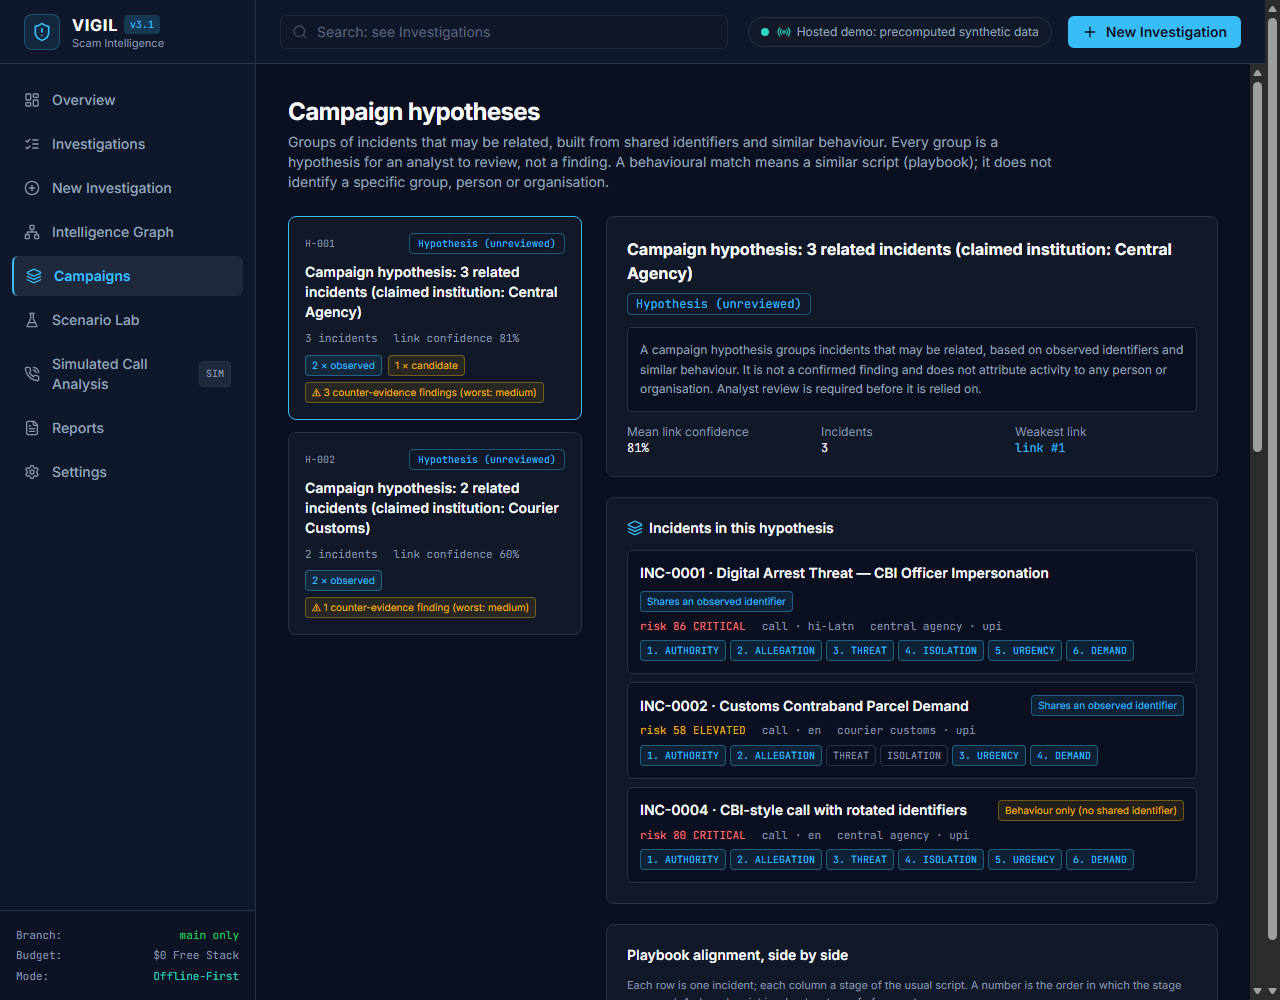 VIGIL v3.1
Scam Intelligence
Search: see Investigations
Hosted demo: precomputed synthetic data
New Investigation
Overview
Investigations
New Investigation
Intelligence Graph
Campaigns
Scenario Lab
Simulated Call
Analysis
SIM
Reports
Settings
Branch: main only
Budget: $0 Free Stack
Mode: Offline-First
Campaign hypotheses
Groups of incidents that may be related, built from shared identifiers and similar behaviour. Every group is a
hypothesis for an analyst to review, not a finding. A behavioural match means a similar script (playbook); it does not
identify a specific group, person or organisation.
H-001 Hypothesis (unreviewed)
Campaign hypothesis: 3 related
incidents (claimed institution: Central
Agency)
3 incidents link confidence 81%
2 × observed 1 × candidate
⚠ 3 counter-evidence findings (worst: medium)
H-002 Hypothesis (unreviewed)
Campaign hypothesis: 2 related
incidents (claimed institution: Courier
Customs)
2 incidents link confidence 60%
2 × observed
⚠ 1 counter-evidence finding (worst: medium)
Campaign hypothesis: 3 related incidents (claimed institution: Central
Agency)
Hypothesis (unreviewed)
A campaign hypothesis groups incidents that may be related, based on observed identifiers and
similar behaviour. It is not a confirmed finding and does not attribute activity to any person or
organisation. Analyst review is required before it is relied on.
Mean link confidence Incidents Weakest link
81% 3 link #1
Incidents in this hypothesis
INC-0001 · Digital Arrest Threat — CBI Officer Impersonation
Shares an observed identifier
risk 86 CRITICAL call · hi-Latn central agency · upi
1. AUTHORITY 2. ALLEGATION 3. THREAT 4. ISOLATION 5. URGENCY 6. DEMAND
INC-0002 · Customs Contraband Parcel Demand Shares an observed identifier
risk 58 ELEVATED call · en courier customs · upi
1. AUTHORITY 2. ALLEGATION THREAT ISOLATION 3. URGENCY 4. DEMAND
INC-0004 · CBI-style call with rotated identifiers Behaviour only (no shared identifier)
risk 80 CRITICAL call · en central agency · upi
1. AUTHORITY 2. ALLEGATION 3. THREAT 4. ISOLATION 5. URGENCY 6. DEMAND
Playbook alignment, side by side
Each row is one incident; each column a stage of the usual script. A number is the order in which the stage